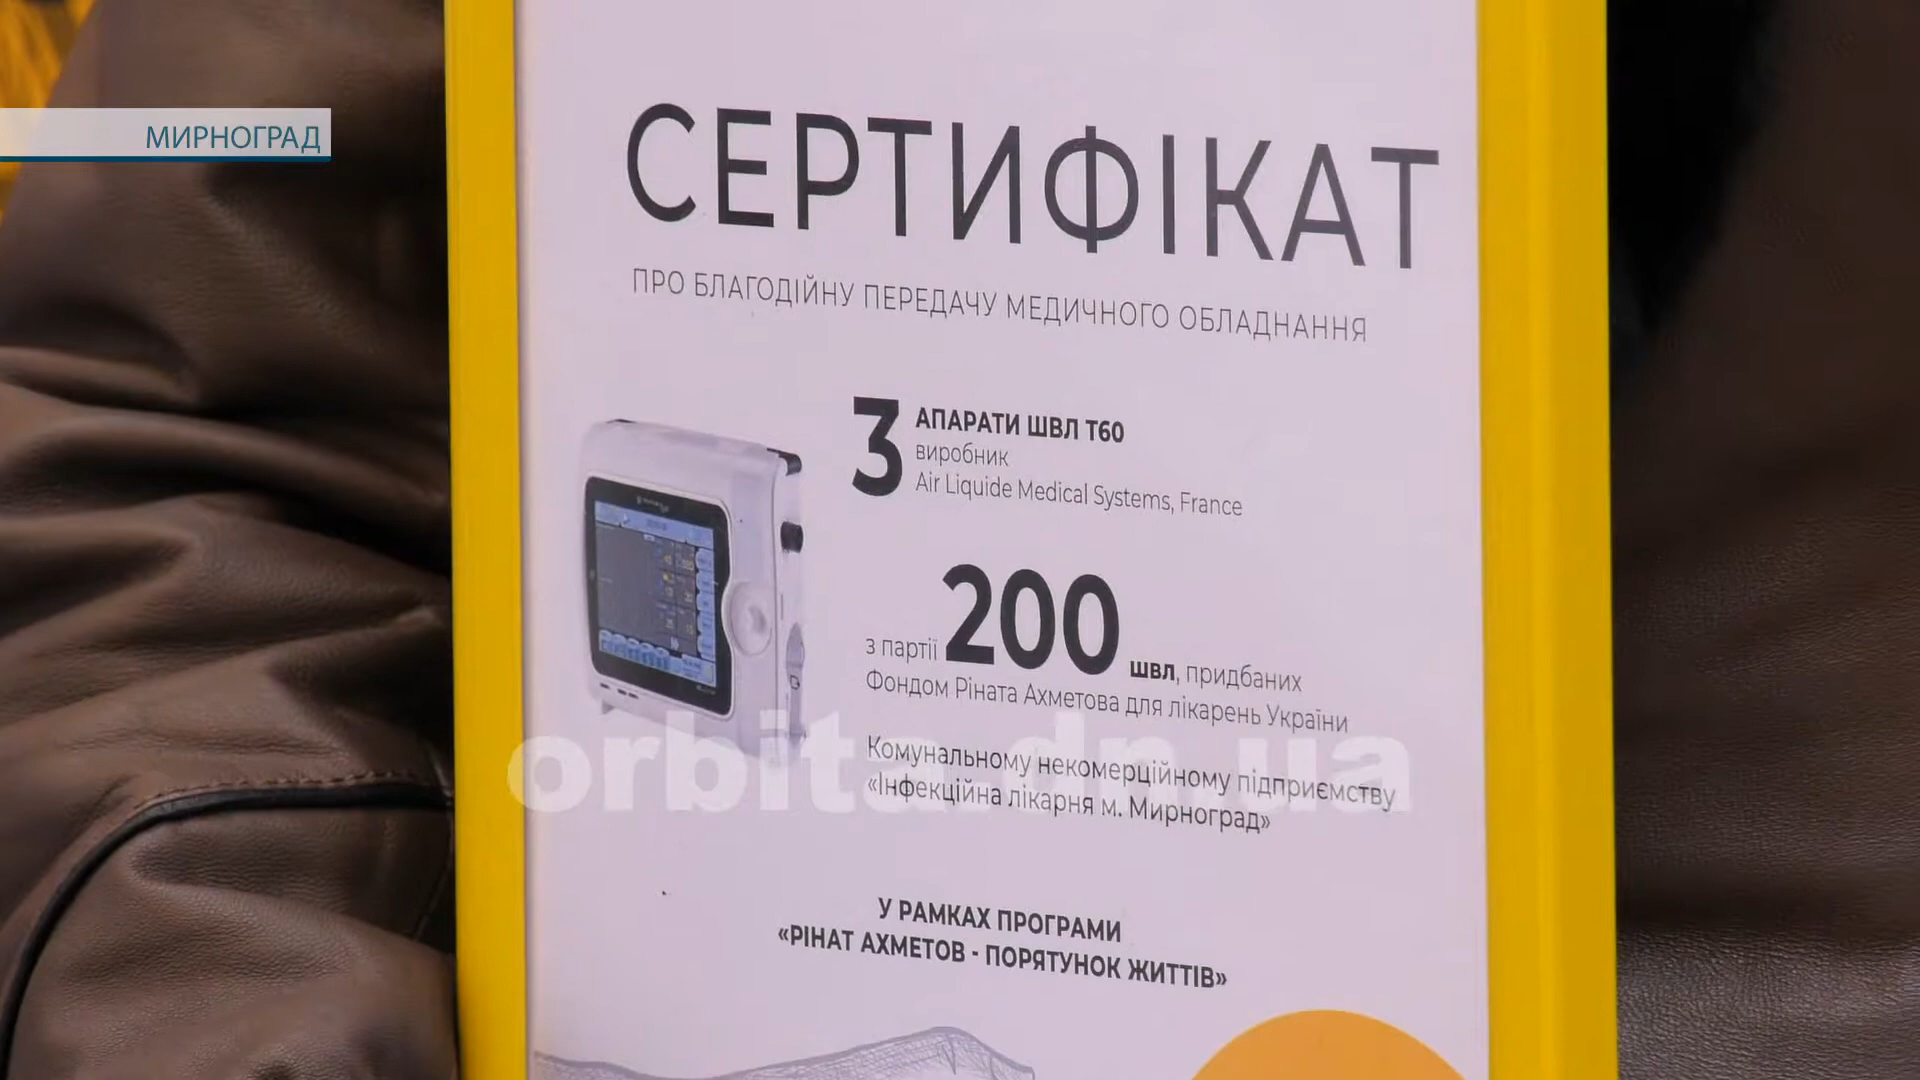 МИРНОГРАД
СЕРТИФІКАТ
ПРО БЛАГОДІЙНУ ПЕРЕДАЧУ МЕДИЧНОГО ОБЛАДНАННЯ
3 АПАРАТИ ШВЛ Т60
виробник
Air Liquide Medical Systems, France
з партії 200 ШВЛ, придбаних
Фондом Ріната Ахметова для лікарень України
orbita.dn.ua
Комунальному некомерційному підприємству
«Інфекційна лікарня м. Мирноград»
У РАМКАХ ПРОГРАМИ
«РІНАТ АХМЕТОВ - ПОРЯТУНОК ЖИТТІВ»